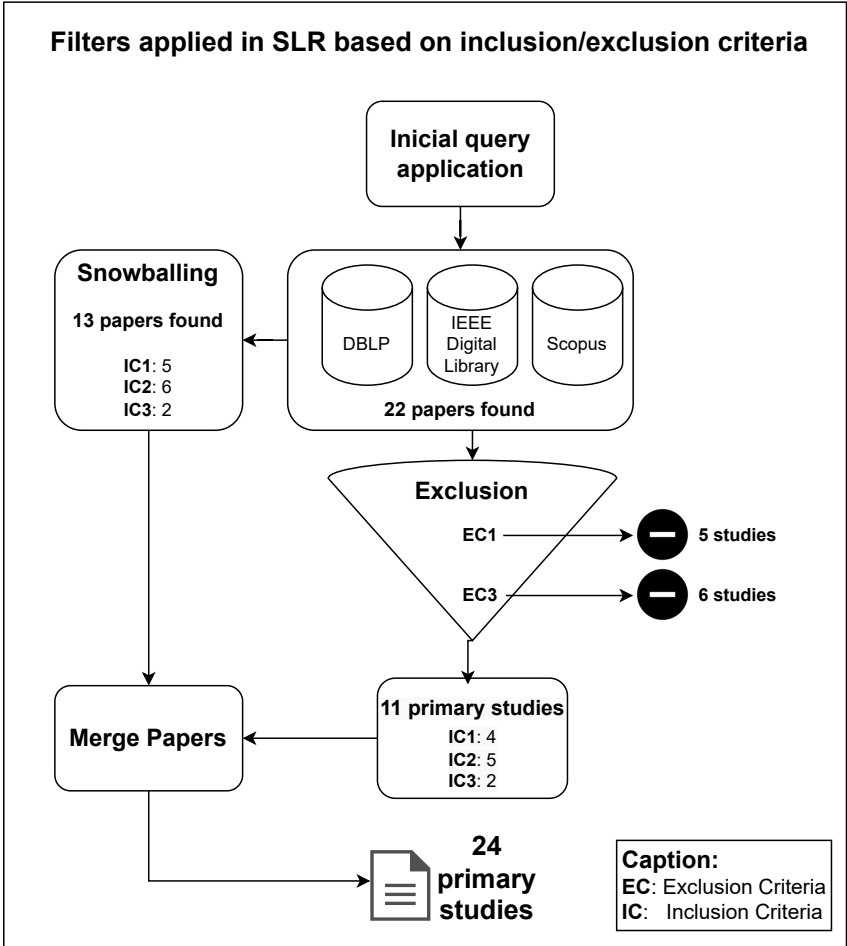 Filters applied in SLR based on inclusion/exclusion criteria
Inicial query
application
Snowballing
13 papers found
IC1: 5
IC2: 6
IC3: 2
DBLP
IEEE
Digital
Library
Scopus
22 papers found
Exclusion
EC1
5 studies
EC3
6 studies
Merge Papers
11 primary studies
IC1: 4
IC2: 5
IC3: 2
24
primary
studies
Caption:
EC: Exclusion Criteria
IC: Inclusion Criteria